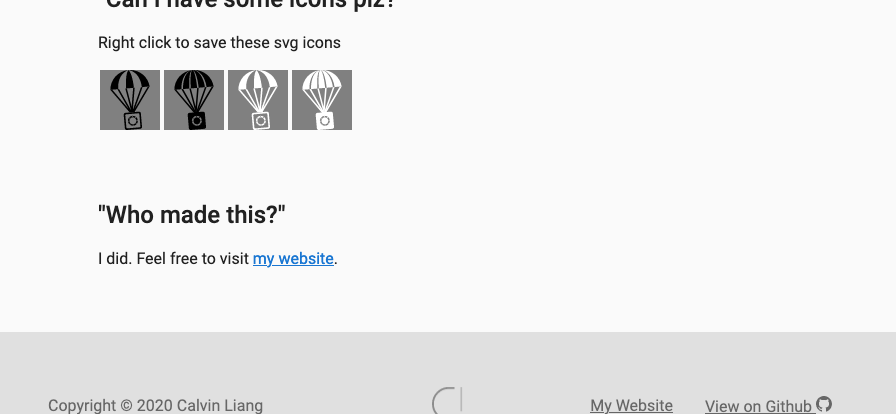 "Can I have some icons plz?"
Right click to save these svg icons
"Who made this?"
I did. Feel free to visit my website.
Copyright © 2020 Calvin Liang
My Website
View on Github